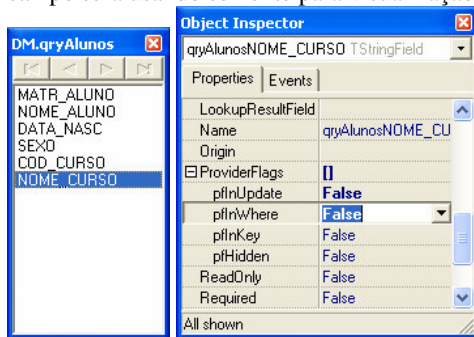 DM.qryAlunos
MATR_ALUNO
NOME_ALUNO
DATA_NASC
SEXO
COD_CURSO
NOME_CURSO
Object Inspector
qryAlunosNOME_CURSO TStringField
Properties Events
LookupResultField
Name qryAlunosNOME_CU
Origin
ProviderFlags []
pfInUpdate False
pfInWhere False
pfInKey False
pfHidden False
ReadOnly False
Required False
All shown